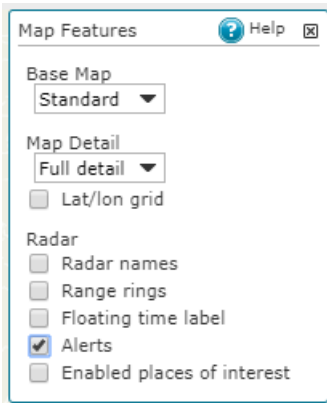 Map Features ? Help
Base Map
Standard
Map Detail
Full detail
Lat/lon grid
Radar
Radar names
Range rings
Floating time label
Alerts
Enabled places of interest